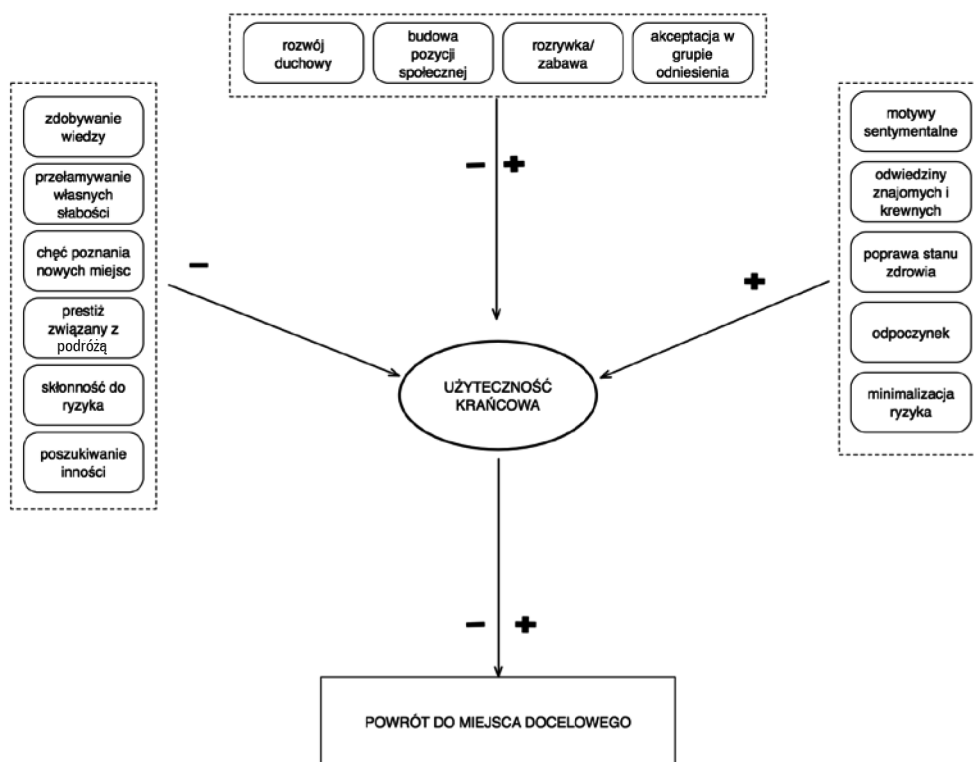 rozwój
duchowy
budowa
pozycji
społecznej
rozrywka/
zabawa
akceptacja w
grupie
odniesienia
zdobywanie
wiedzy
przełamywanie
własnych
słabości
chęć poznania
nowych miejsc
prestiż
związany z
podróżą
skłonność do
ryzyka
poszukiwanie
inności
motywy
sentymentalne
odwiedziny
znajomych i
krewnych
poprawa stanu
zdrowia
odpoczynek
minimalizacja
ryzyka
− +
−
+
UŻYTECZNOŚĆ
KRAŃCOWA
− +
POWRÓT DO MIEJSCA DOCELOWEGO